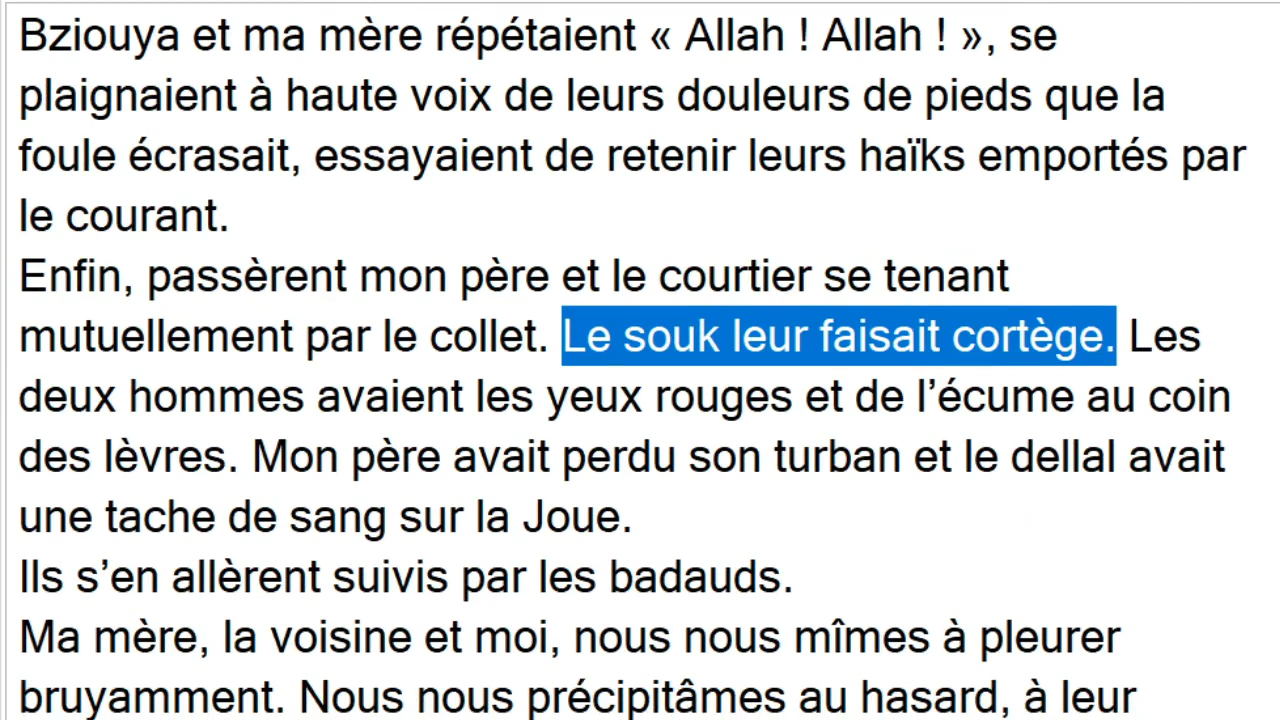 Bziouya et ma mère répétaient « Allah ! Allah ! », se
plaignaient à haute voix de leurs douleurs de pieds que la
foule écrasait, essayaient de retenir leurs haïks emportés par
le courant.
Enfin, passèrent mon père et le courtier se tenant
mutuellement par le collet. Le souk leur faisait cortège. Les
deux hommes avaient les yeux rouges et de l’écume au coin
des lèvres. Mon père avait perdu son turban et le dellal avait
une tache de sang sur la Joue.
Ils s’en allèrent suivis par les badauds.
Ma mère, la voisine et moi, nous nous mîmes à pleurer
bruyamment. Nous nous précipitâmes au hasard, à leur